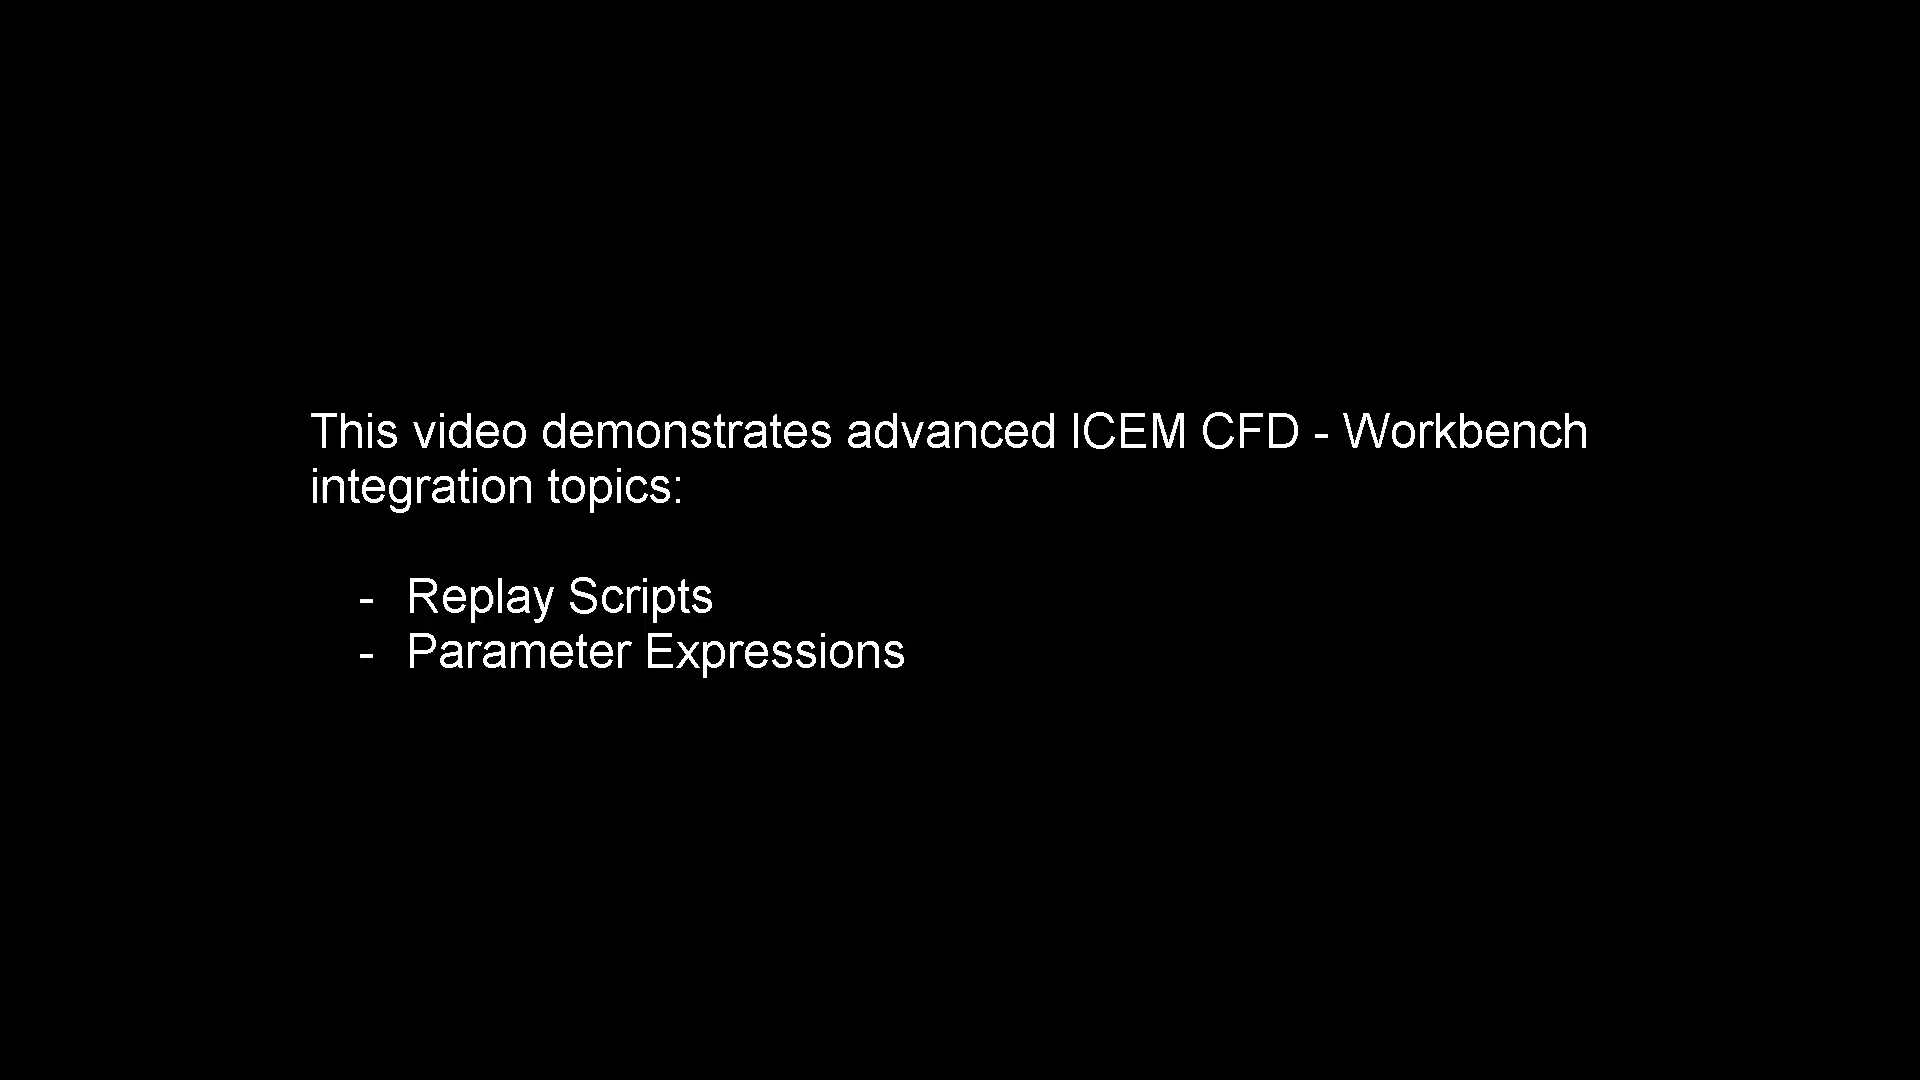 This video demonstrates advanced ICEM CFD - Workbench
integration topics:
- Replay Scripts
- Parameter Expressions